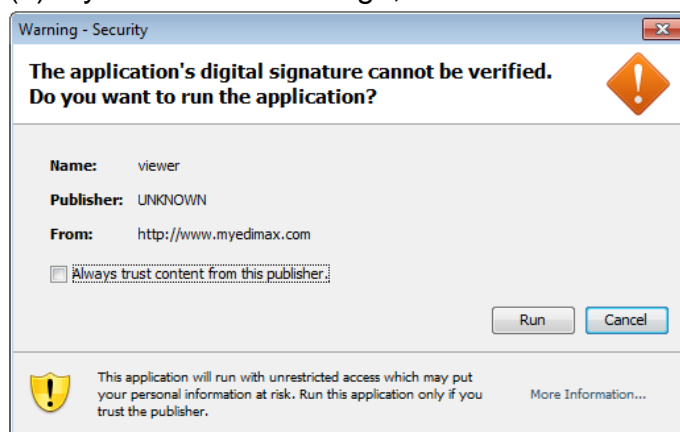 Warning - Security
The application's digital signature cannot be verified.
Do you want to run the application?
Name: viewer
Publisher: UNKNOWN
From: http://www.myedimax.com
Always trust content from this publisher.
Run Cancel
This application will run with unrestricted access which may put
your personal information at risk. Run this application only if you
trust the publisher.
More Information...